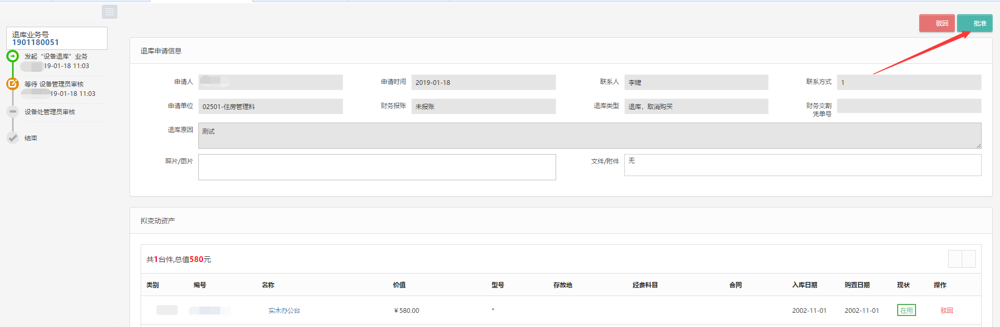 驳回 批准
退库业务号
1901180051
发起“设备退库”业务
19-01-18 11:03
等待 设备管理员审核
19-01-18 11:03
设备处管理员审核
结束
退库申请信息
申请人 申请时间 2019-01-18 联系人 李婕 联系方式 1
申请单位 02501-住房管理科 财务报账 未报账 退库类型 退库，取消购买 财务交割
凭单号
退库原因 测试
照片/图片 文件/附件 无
拟变动资产
共1台件,总值580元
类别 编号 名称 价值 型号 存放地 经费科目 合同 入库日期 购置日期 现状 操作
实木办公台 ￥580.00 * 2002-11-01 2002-11-01 在用 驳回